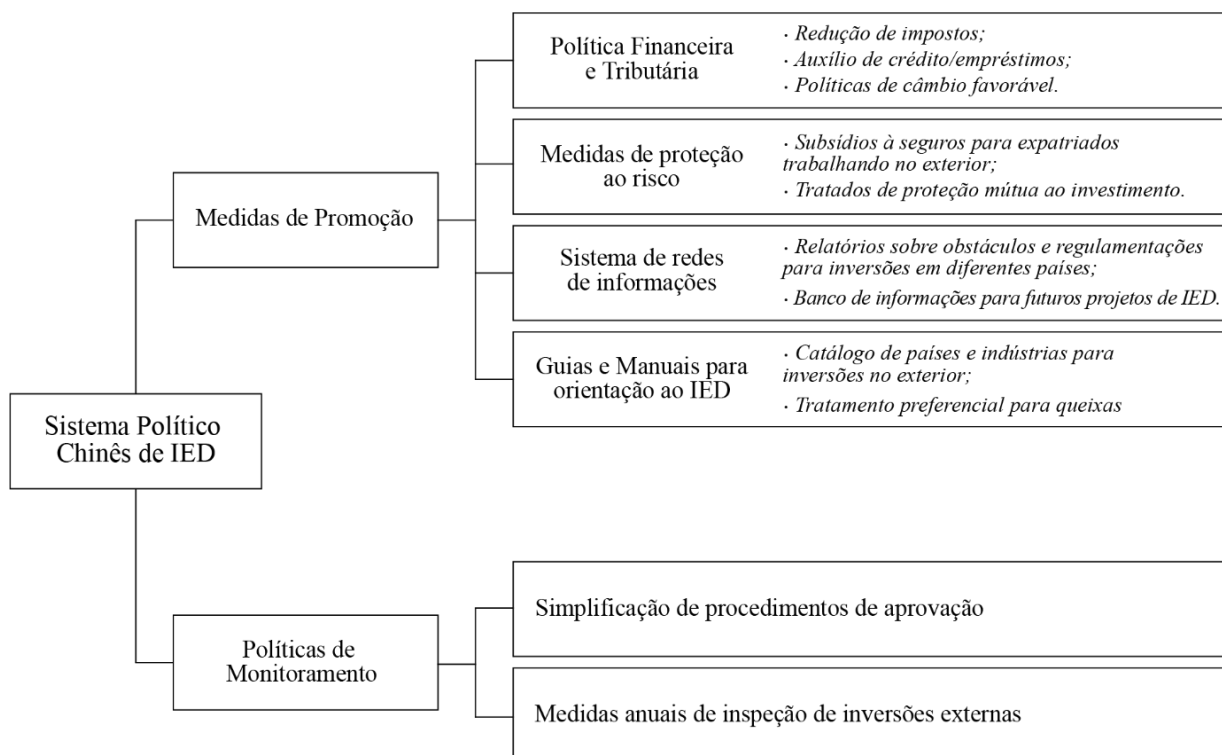 Sistema Político
Chinês de IED
Medidas de Promoção
Política Financeira
e Tributária
· Redução de impostos;
· Auxílio de crédito/empréstimos;
· Políticas de câmbio favorável.
Medidas de proteção
ao risco
· Subsídios à seguros para expatriados
trabalhando no exterior;
· Tratados de proteção mútua ao investimento.
Sistema de redes
de informações
· Relatórios sobre obstáculos e regulamentações
para inversões em diferentes países;
· Banco de informações para futuros projetos de IED.
Guias e Manuais para
orientação ao IED
· Catálogo de países e indústrias para
inversões no exterior;
· Tratamento preferencial para queixas
Políticas de
Monitoramento
Simplificação de procedimentos de aprovação
Medidas anuais de inspeção de inversões externas